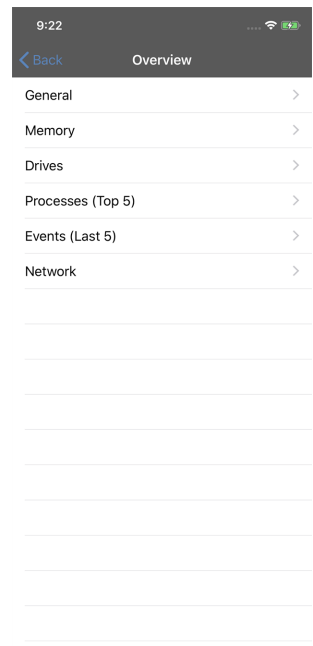 9:22
Back
Overview
General
Memory
Drives
Processes (Top 5)
Events (Last 5)
Network